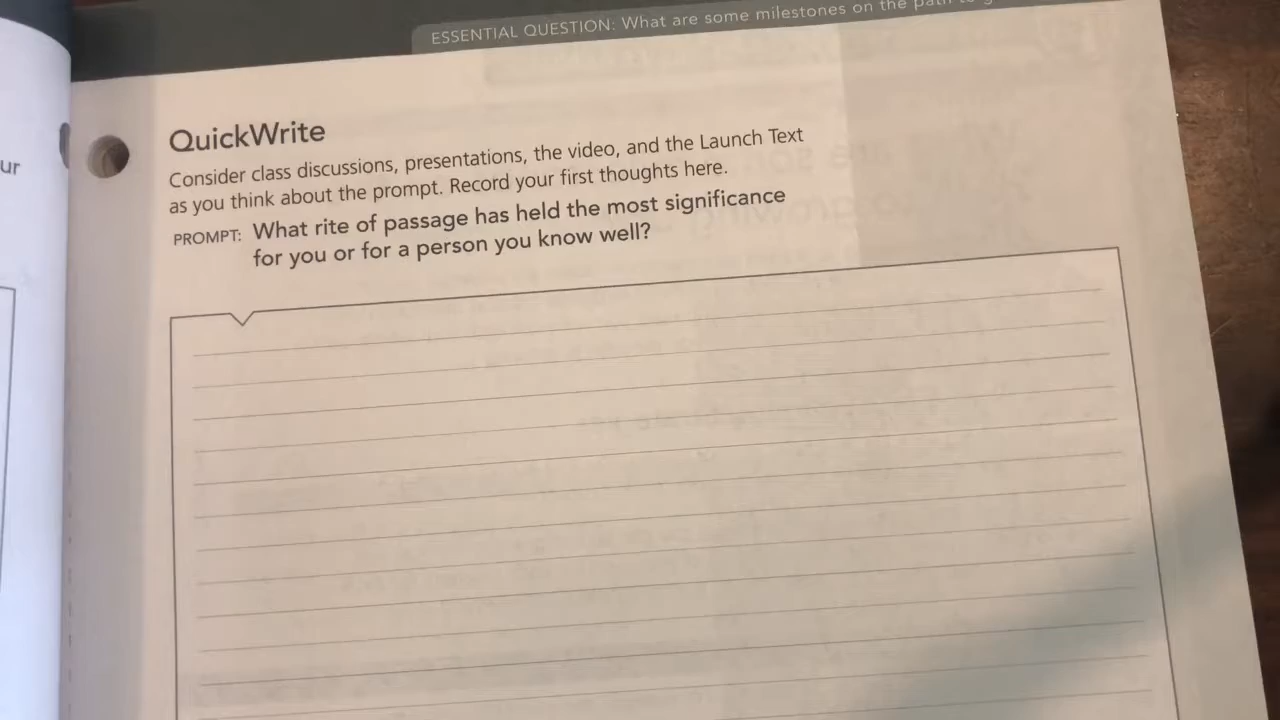 ur
ESSENTIAL QUESTION: What are some milestones on the path to
QuickWrite
Consider class discussions, presentations, the video, and the Launch Text
as you think about the prompt. Record your first thoughts here.
PROMPT: What rite of passage has held the most significance
for you or for a person you know well?